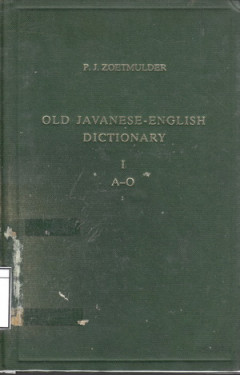 P. J. ZOETMULDER
OLD JAVANESE-ENGLISH
DICTIONARY
I
A–O